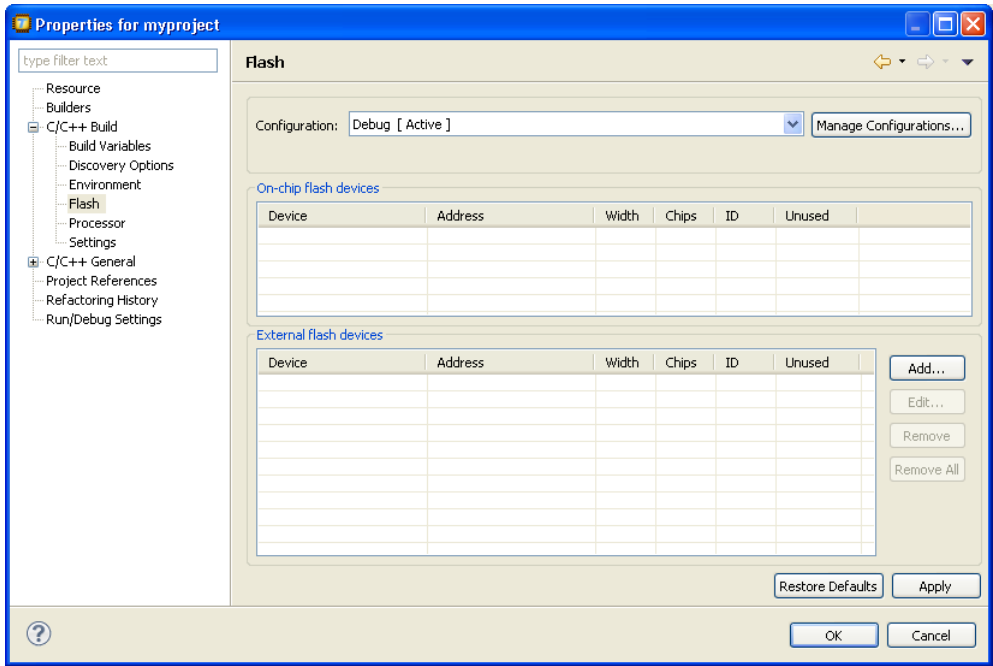 Properties for myproject
type filter text
Resource
Builders
C/C++ Build
Build Variables
Discovery Options
Environment
Flash
Processor
Settings
C/C++ General
Project References
Refactoring History
Run/Debug Settings
Flash
Configuration: Debug [ Active ] Manage Configurations...
On-chip flash devices
Device Address Width Chips ID Unused
External flash devices
Device Address Width Chips ID Unused
Add...
Edit...
Remove
Remove All
Restore Defaults Apply
? OK Cancel